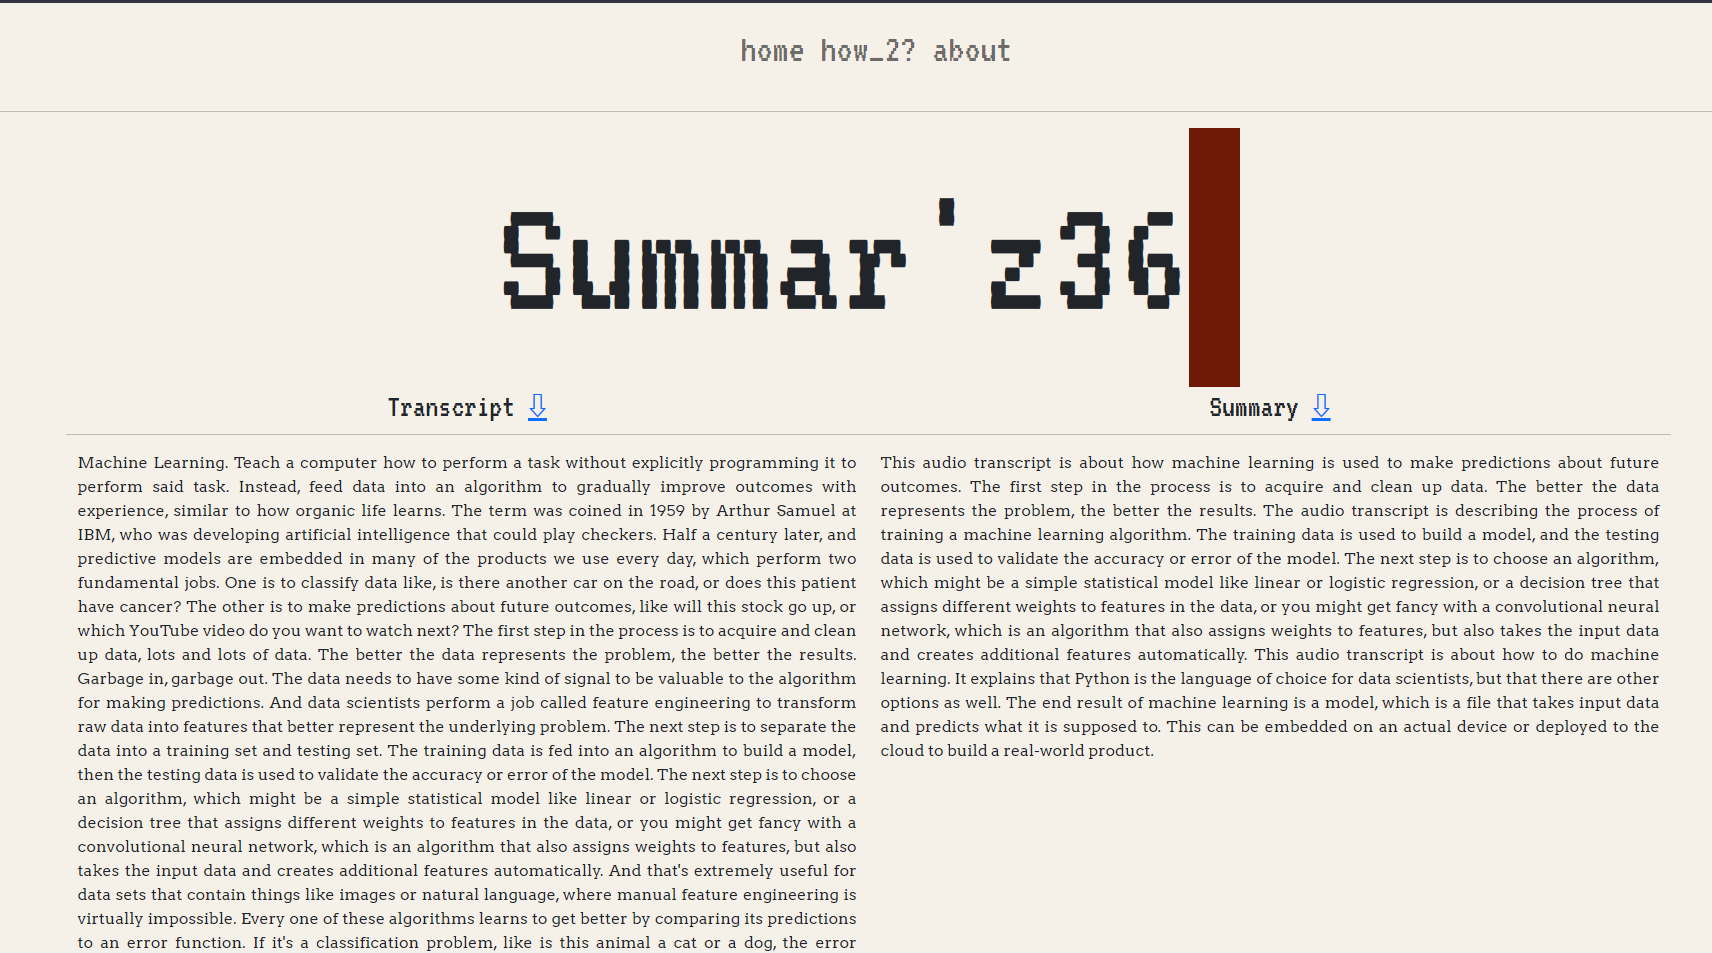 home how_2? about
Summar'z36
Transcript ⇩
Machine Learning. Teach a computer how to perform a task without explicitly programming it to
perform said task. Instead, feed data into an algorithm to gradually improve outcomes with
experience, similar to how organic life learns. The term was coined in 1959 by Arthur Samuel at
IBM, who was developing artificial intelligence that could play checkers. Half a century later, and
predictive models are embedded in many of the products we use every day, which perform two
fundamental jobs. One is to classify data like, is there another car on the road, or does this patient
have cancer? The other is to make predictions about future outcomes, like will this stock go up, or
which YouTube video do you want to watch next? The first step in the process is to acquire and clean
up data, lots and lots of data. The better the data represents the problem, the better the results.
Garbage in, garbage out. The data needs to have some kind of signal to be valuable to the algorithm
for making predictions. And data scientists perform a job called feature engineering to transform
raw data into features that better represent the underlying problem. The next step is to separate the
data into a training set and testing set. The training data is fed into an algorithm to build a model,
then the testing data is used to validate the accuracy or error of the model. The next step is to choose
an algorithm, which might be a simple statistical model like linear or logistic regression, or a
decision tree that assigns different weights to features in the data, or you might get fancy with a
convolutional neural network, which is an algorithm that also assigns weights to features, but also
takes the input data and creates additional features automatically. And that's extremely useful for
data sets that contain things like images or natural language, where manual feature engineering is
virtually impossible. Every one of these algorithms learns to get better by comparing its predictions
to an error function. If it's a classification problem, like is this animal a cat or a dog, the error
Summary ⇩
This audio transcript is about how machine learning is used to make predictions about future
outcomes. The first step in the process is to acquire and clean up data. The better the data
represents the problem, the better the results. The audio transcript is describing the process of
training a machine learning algorithm. The training data is used to build a model, and the testing
data is used to validate the accuracy or error of the model. The next step is to choose an algorithm,
which might be a simple statistical model like linear or logistic regression, or a decision tree that
assigns different weights to features in the data, or you might get fancy with a convolutional neural
network, which is an algorithm that also assigns weights to features, but also takes the input data
and creates additional features automatically. This audio transcript is about how to do machine
learning. It explains that Python is the language of choice for data scientists, but that there are other
options as well. The end result of machine learning is a model, which is a file that takes input data
and predicts what it is supposed to. This can be embedded on an actual device or deployed to the
cloud to build a real-world product.